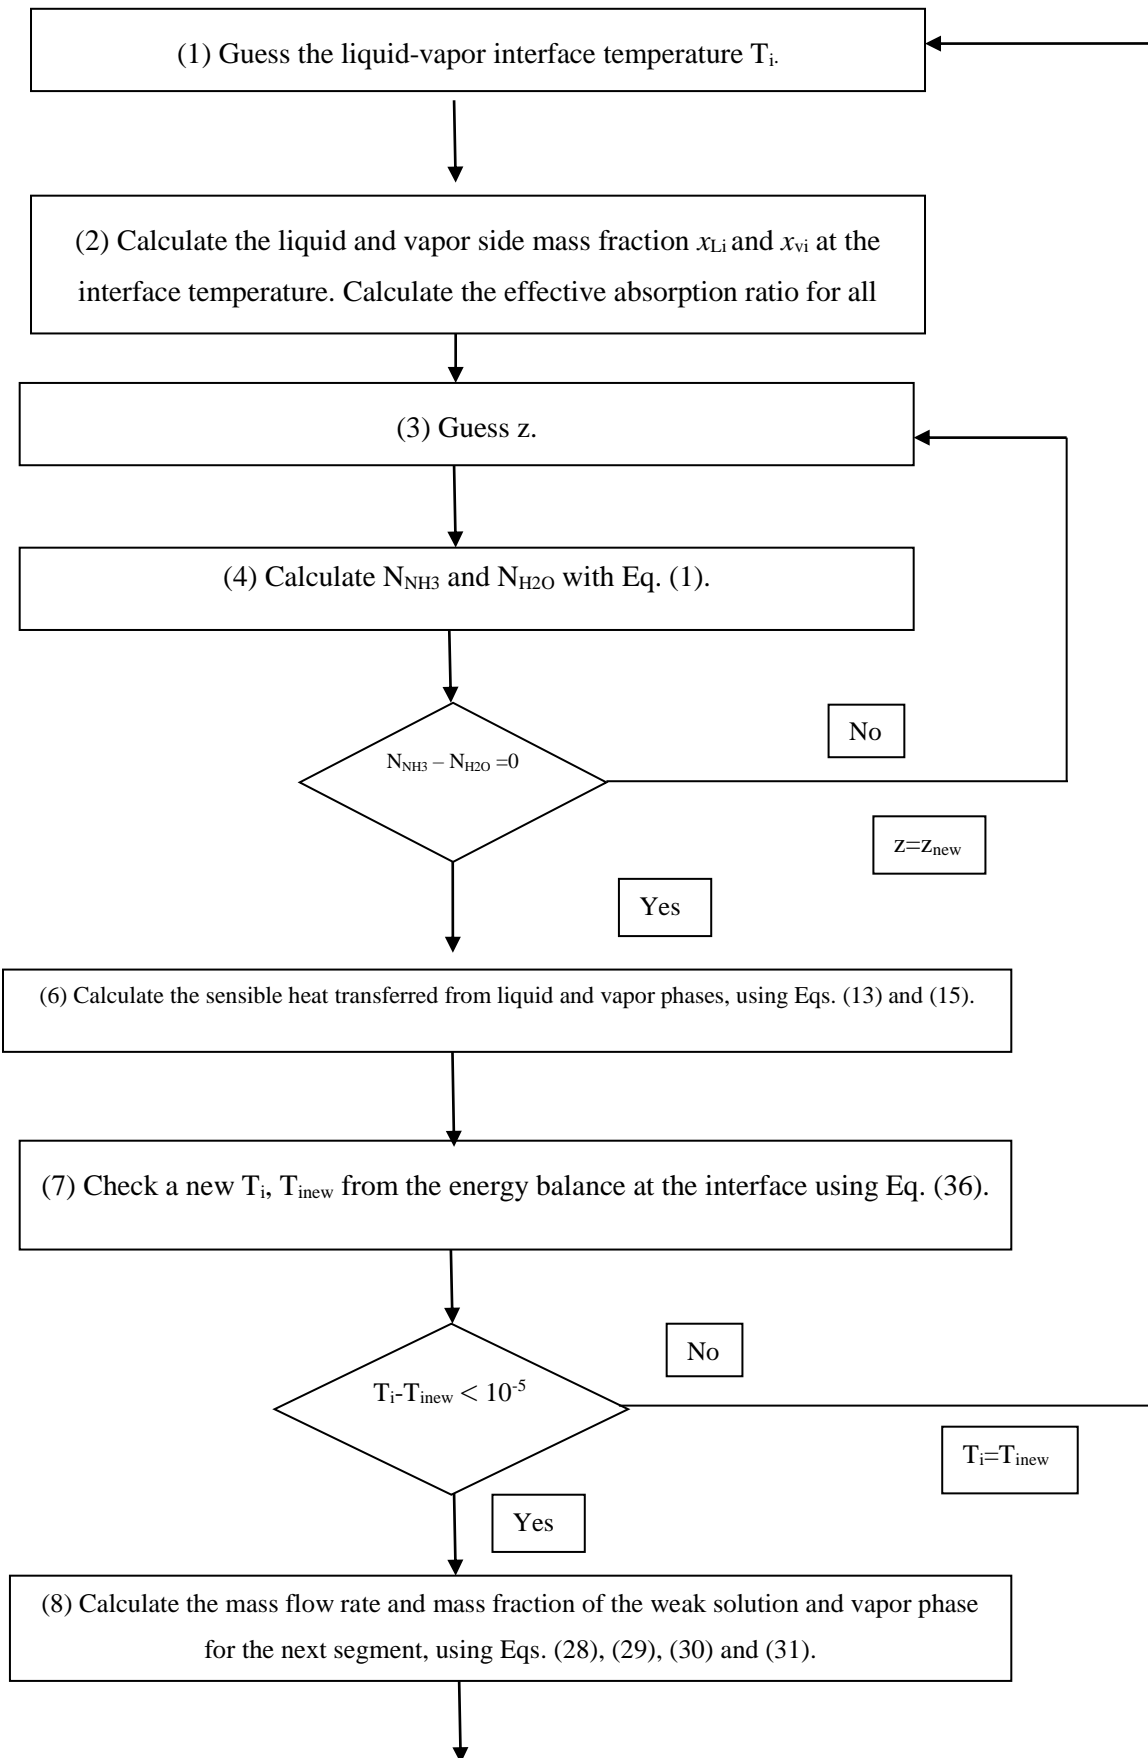 (1) Guess the liquid-vapor interface temperature Ti.
(2) Calculate the liquid and vapor side mass fraction xLi and xvi at the
interface temperature. Calculate the effective absorption ratio for all
(3) Guess z.
(4) Calculate NNH3 and NH2O with Eq. (1).
NNH3 – NH2O =0
No
z=znew
Yes
(6) Calculate the sensible heat transferred from liquid and vapor phases, using Eqs. (13) and (15).
(7) Check a new Ti, Tinew from the energy balance at the interface using Eq. (36).
Ti-Tinew < 10-5
No
Ti=Tinew
Yes
(8) Calculate the mass flow rate and mass fraction of the weak solution and vapor phase
for the next segment, using Eqs. (28), (29), (30) and (31).